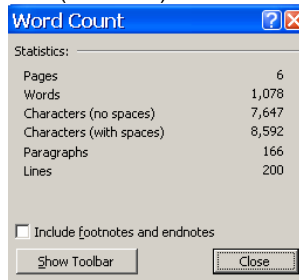 Word Count
Statistics:
Pages 6
Words 1,078
Characters (no spaces) 7,647
Characters (with spaces) 8,592
Paragraphs 166
Lines 200
Include footnotes and endnotes
Show Toolbar
Close